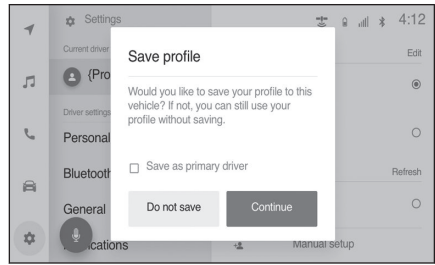 Settings
4:12
Current driver
Edit
{Pro
Driver settings
Personal
Bluetooth
Refresh
General
Manual setup
Save profile
Would you like to save your profile to this
vehicle? If not, you can still use your
profile without saving.
Save as primary driver
Do not save
Continue